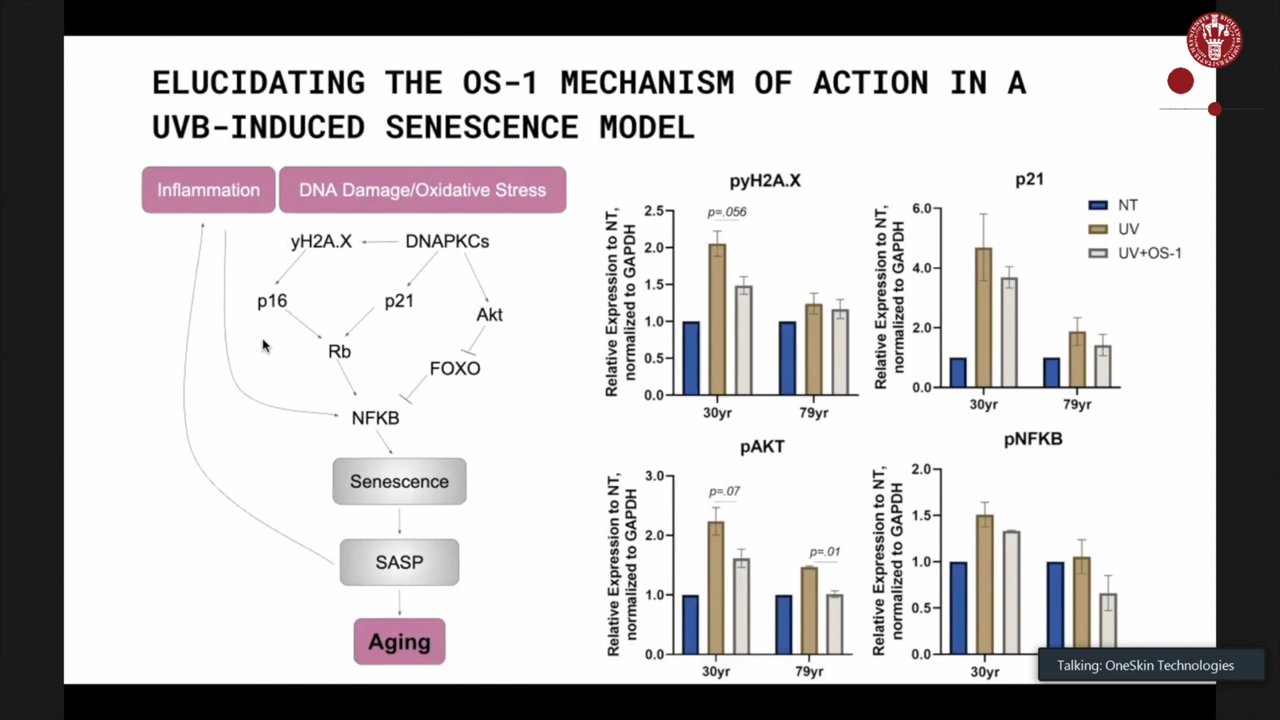 ELUCIDATING THE OS-1 MECHANISM OF ACTION IN A
UVB-INDUCED SENESCENCE MODEL
Inflammation
DNA Damage/Oxidative Stress
yH2A.X
DNAPKCs
p16
p21
Akt
Rb
FOXO
NFKB
Senescence
SASP
Aging
pyH2A.X
Relative Expression to NT,
normalized to GAPDH
2.5
2.0
1.5
1.0
0.5
0.0
p=.056
30yr
79yr
p21
Relative Expression to NT,
normalized to GAPDH
6.0
4.0
2.0
0.0
30yr
79yr
NT
UV
UV+OS-1
pAKT
Relative Expression to NT,
normalized to GAPDH
3.0
2.0
1.0
0.0
p=.07
p=.01
30yr
79yr
pNFKB
Relative Expression to NT,
normalized to GAPDH
2.0
1.5
1.0
0.5
0.0
30yr
Talking: OneSkin Technologies